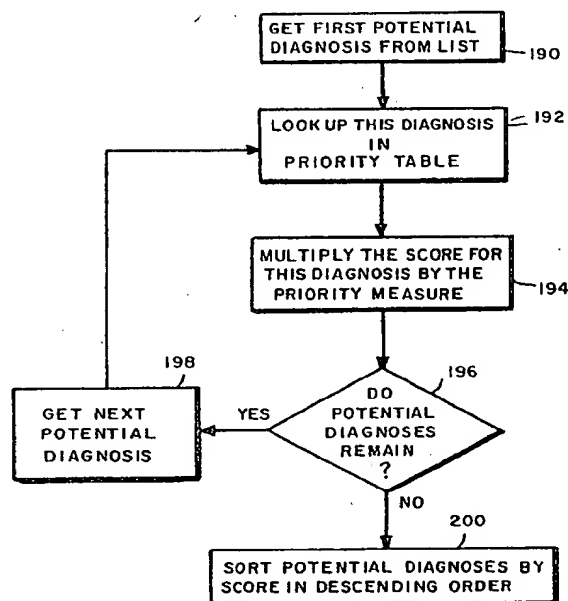 GET FIRST POTENTIAL
DIAGNOSIS FROM LIST
190
LOOK UP THIS DIAGNOSIS
IN
PRIORITY TABLE
192
MULTIPLY THE SCORE FOR
THIS DIAGNOSIS BY THE
PRIORITY MEASURE
194
196
DO
POTENTIAL
DIAGNOSES
REMAIN
?
YES
198
GET NEXT
POTENTIAL
DIAGNOSIS
NO
200
SORT POTENTIAL DIAGNOSES BY
SCORE IN DESCENDING ORDER